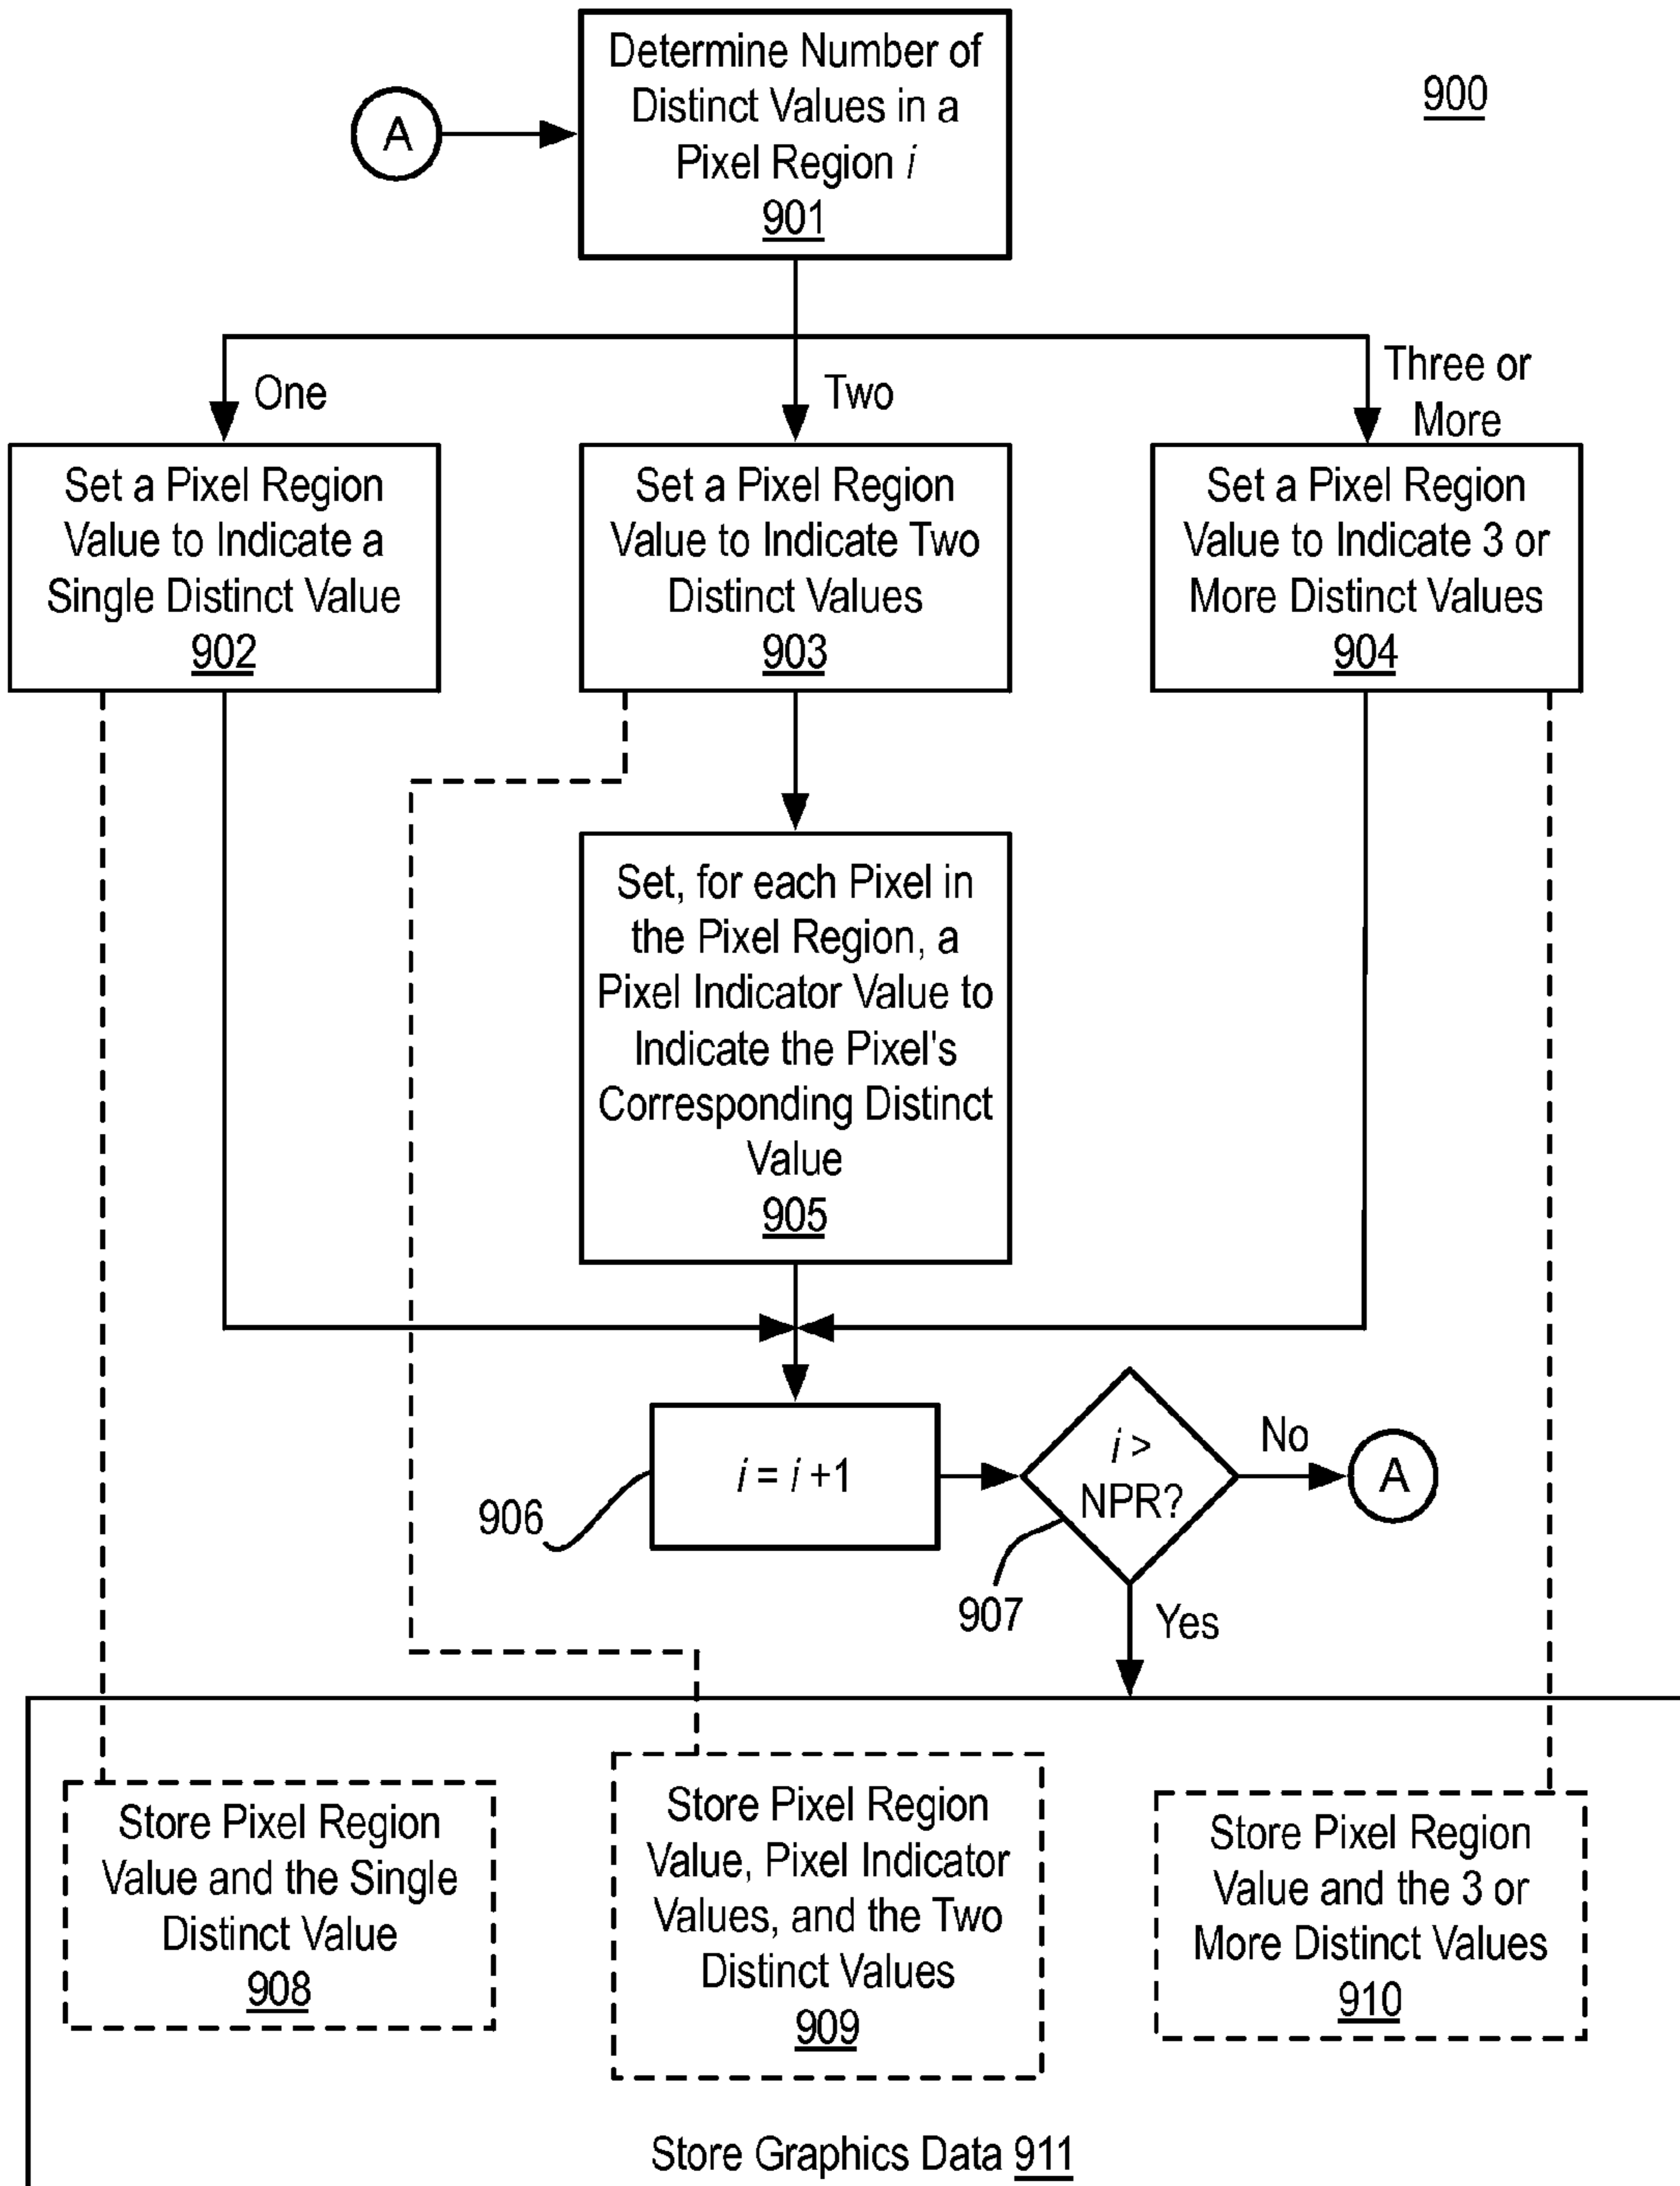 Determine Number of
Distinct Values in a
Pixel Region i
901
900
A
One
Two
Three or
More
Set a Pixel Region
Value to Indicate a
Single Distinct Value
902
Set a Pixel Region
Value to Indicate Two
Distinct Values
903
Set a Pixel Region
Value to Indicate 3 or
More Distinct Values
904
Set, for each Pixel in
the Pixel Region, a
Pixel Indicator Value to
Indicate the Pixel's
Corresponding Distinct
Value
905
i = i +1
906
i >
NPR?
907
No
A
Yes
Store Pixel Region
Value and the Single
Distinct Value
908
Store Pixel Region
Value, Pixel Indicator
Values, and the Two
Distinct Values
909
Store Pixel Region
Value and the 3 or
More Distinct Values
910
Store Graphics Data 911